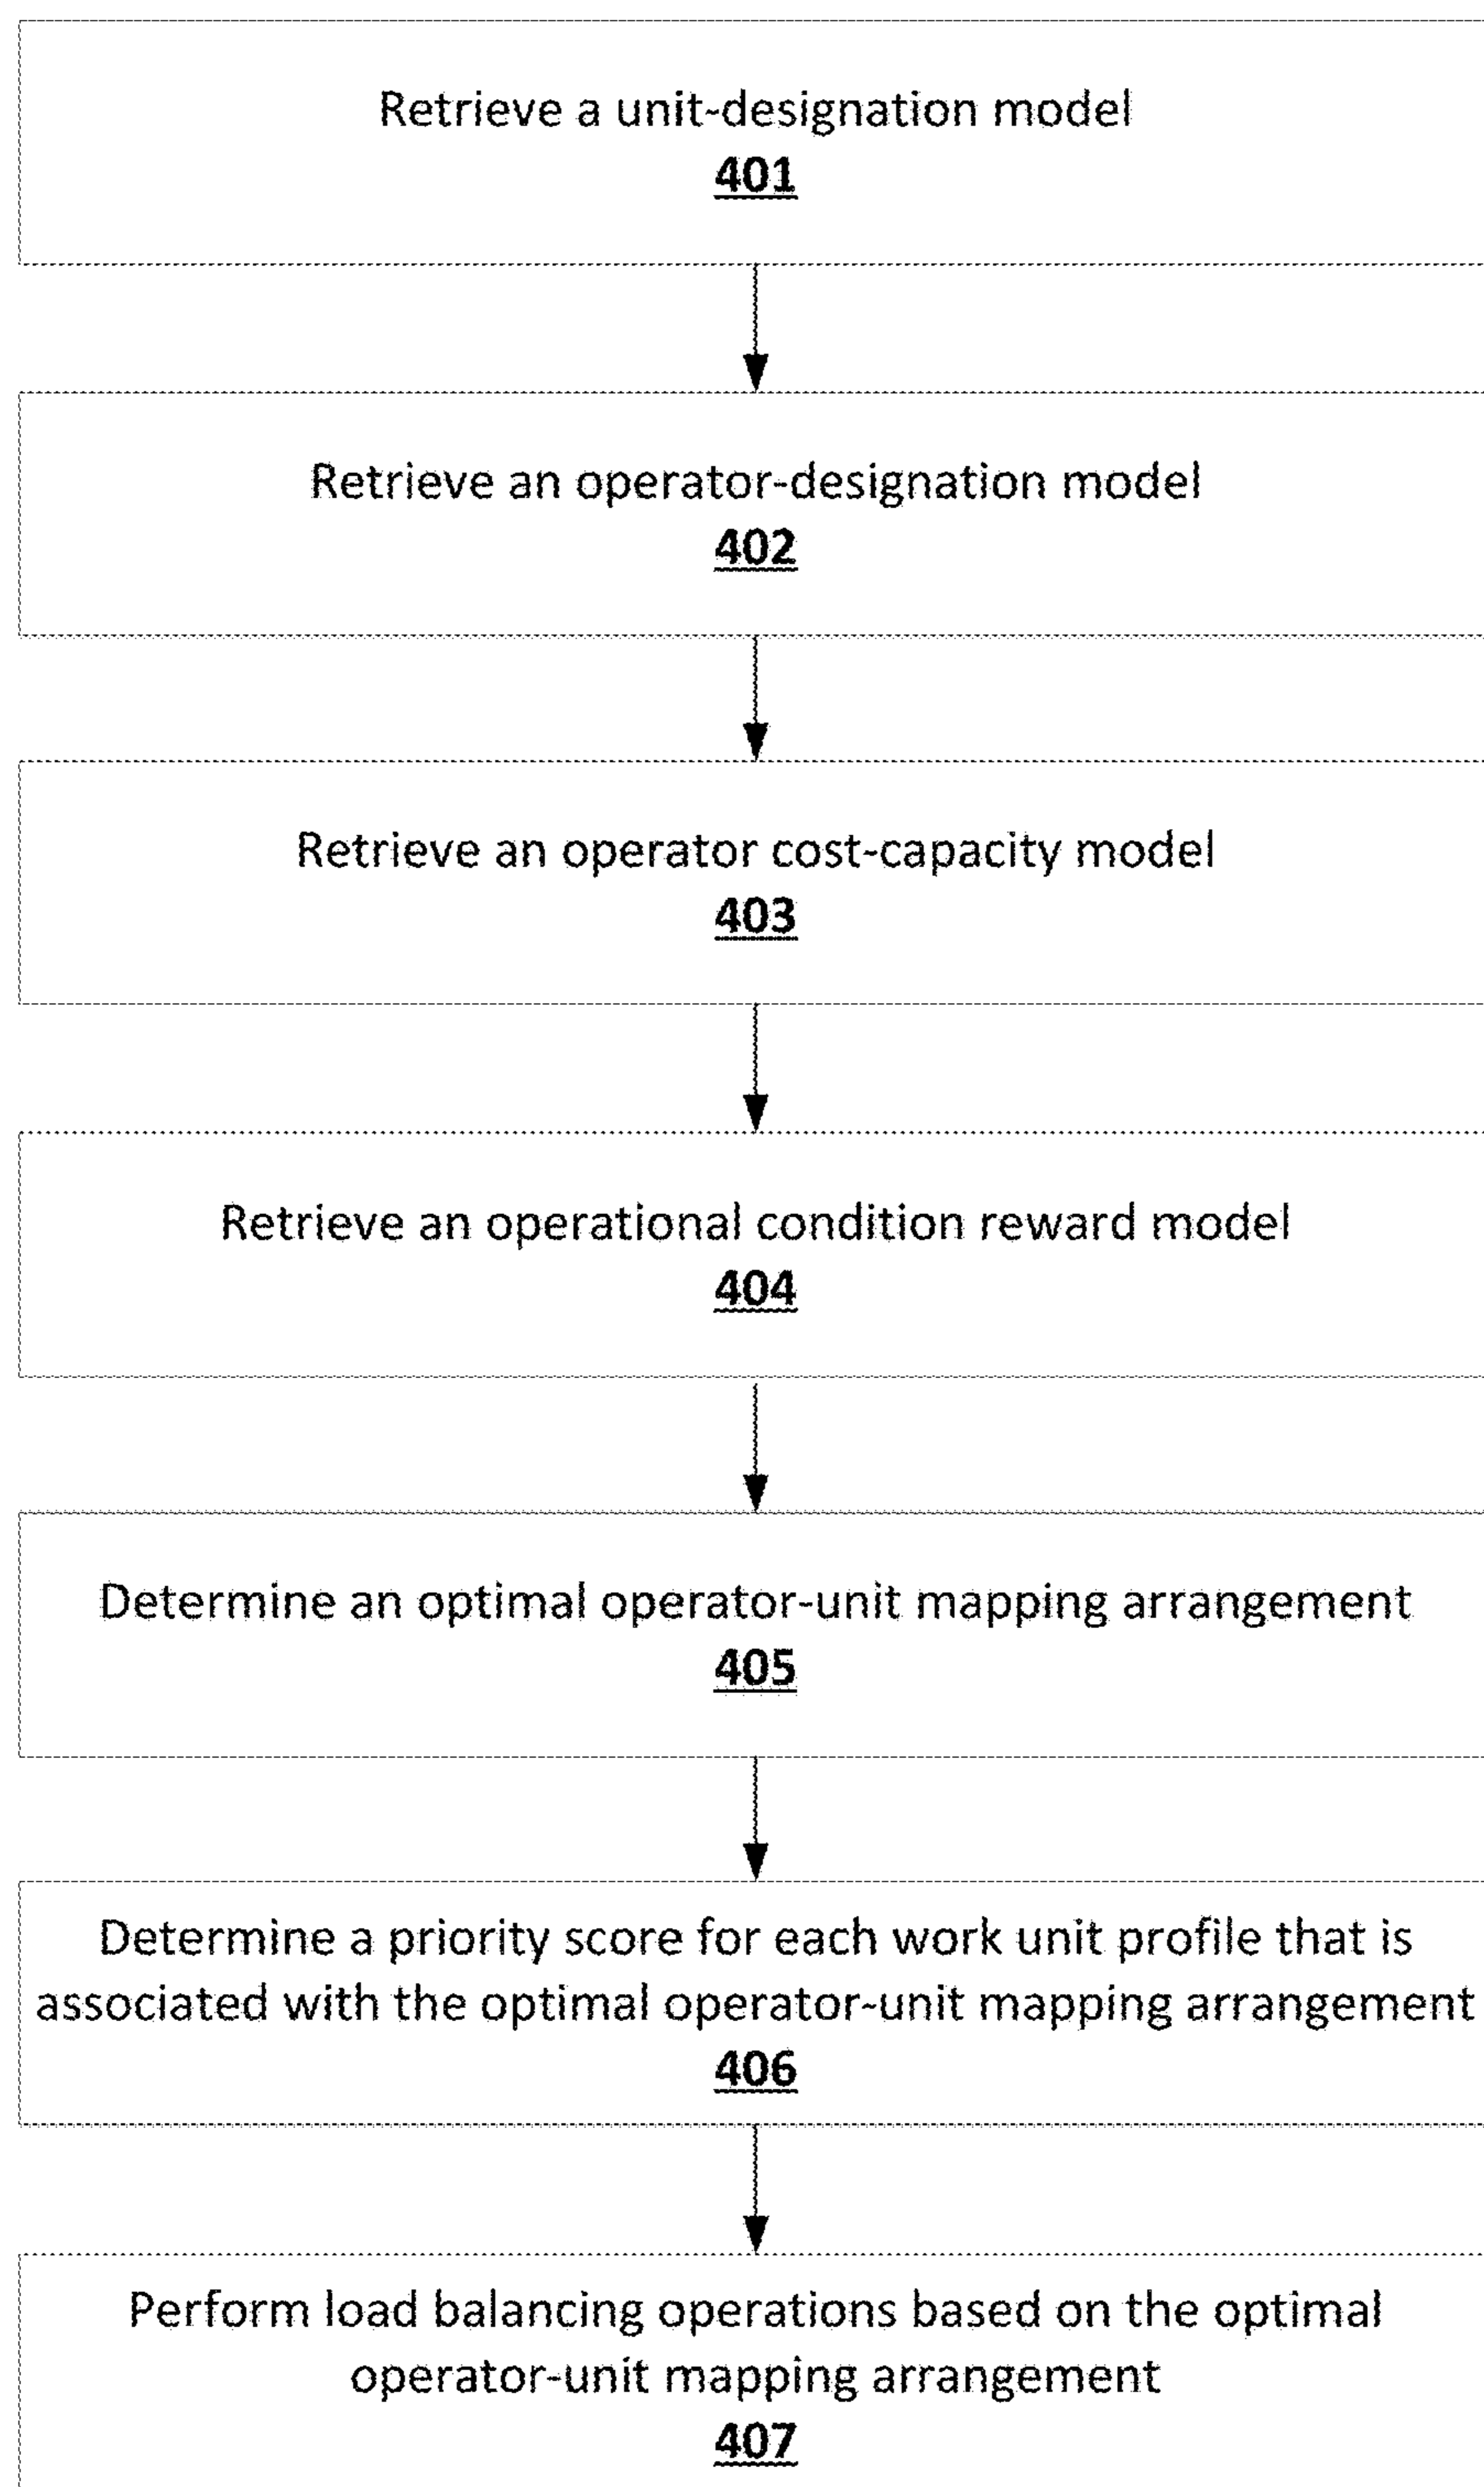 Retrieve a unit-designation model
401
Retrieve an operator-designation model
402
Retrieve an operator cost-capacity model
403
Retrieve an operational condition reward model
404
Determine an optimal operator-unit mapping arrangement
405
Determine a priority score for each work unit profile that is
associated with the optimal operator-unit mapping arrangement
406
Perform load balancing operations based on the optimal
operator-unit mapping arrangement
407